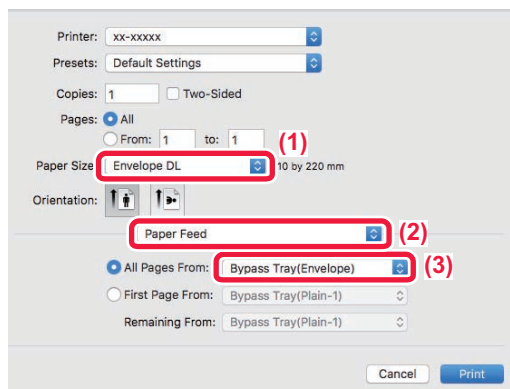 Printer: xx-xxxxx
Presets: Default Settings
Copies: 1 Two-Sided
Pages: All
From: 1 to: 1
(1)
Paper Size Envelope DL 10 by 220 mm
Orientation:
Paper Feed (2)
All Pages From: Bypass Tray(Envelope) (3)
First Page From: Bypass Tray(Plain-1)
Remaining From: Bypass Tray(Plain-1)
Cancel Print